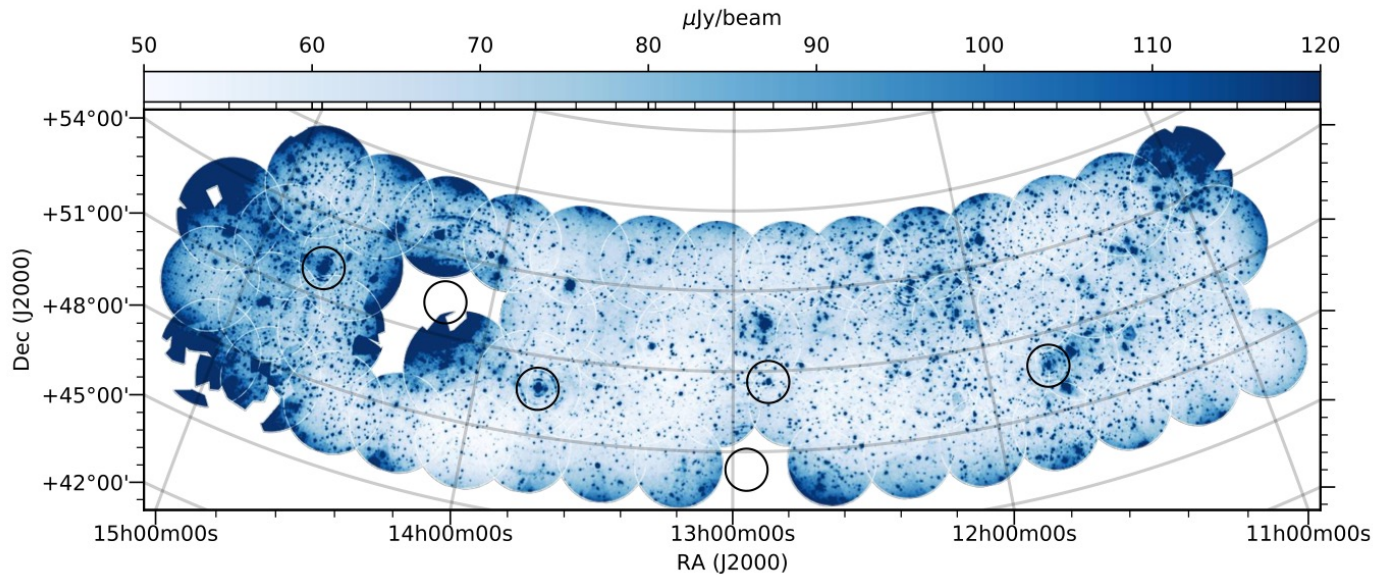 μJy/beam
50 60 70 80 90 100 110 120
+54°00'
+51°00'
+48°00'
+45°00'
+42°00'
Dec (J2000)
15h00m00s 14h00m00s 13h00m00s 12h00m00s 11h00m00s
RA (J2000)